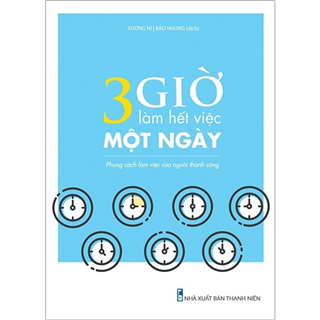 VƯƠNG NI | BẢO NHUNG (dịch)
3 GIỜ
làm hết việc
MỘT NGÀY
Phong cách làm việc của người thành công
NHÀ XUẤT BẢN THANH NIÊN